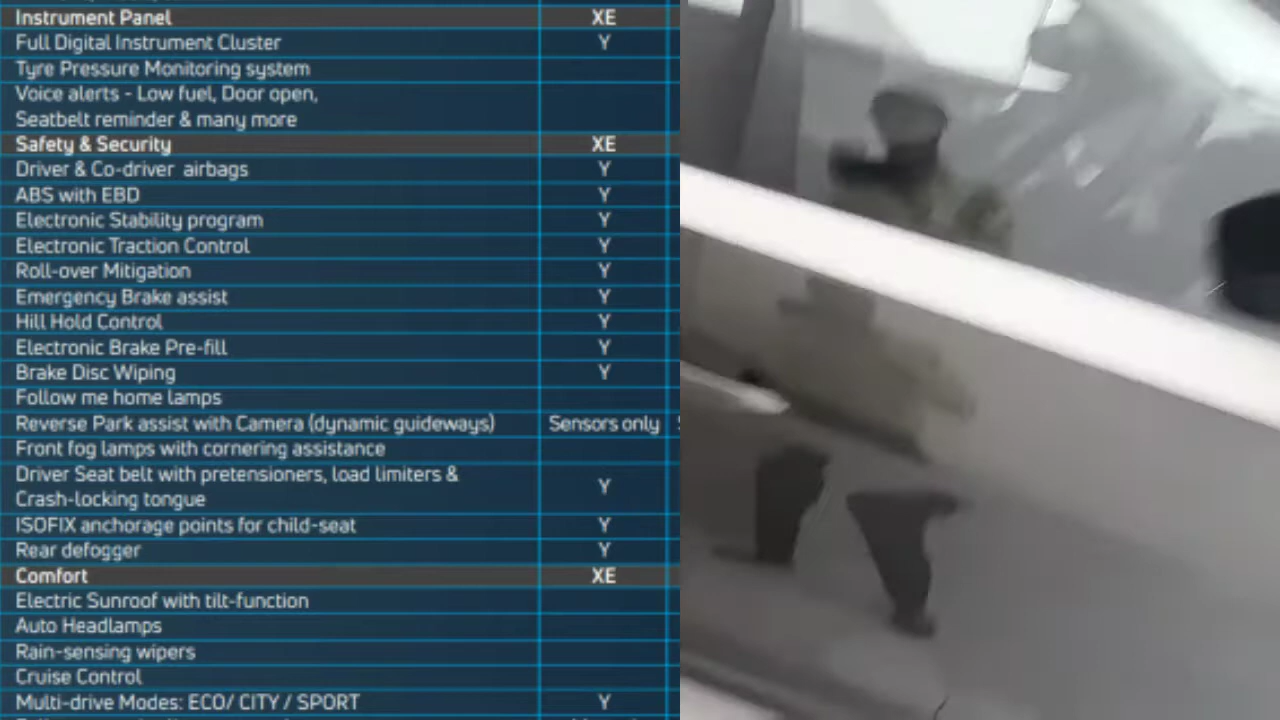 Instrument Panel XE
Full Digital Instrument Cluster Y
Tyre Pressure Monitoring system
Voice alerts - Low fuel, Door open,
Seatbelt reminder & many more
Safety & Security XE
Driver & Co-driver airbags Y
ABS with EBD Y
Electronic Stability program Y
Electronic Traction Control Y
Roll-over Mitigation Y
Emergency Brake assist Y
Hill Hold Control Y
Electronic Brake Pre-fill Y
Brake Disc Wiping Y
Follow me home lamps
Reverse Park assist with Camera (dynamic guideways) Sensors only
Front fog lamps with cornering assistance
Driver Seat belt with pretensioners, load limiters &
Crash-locking tongue Y
ISOFIX anchorage points for child-seat Y
Rear defogger Y
Comfort XE
Electric Sunroof with tilt-function
Auto Headlamps
Rain-sensing wipers
Cruise Control
Multi-drive Modes: ECO/ CITY / SPORT Y